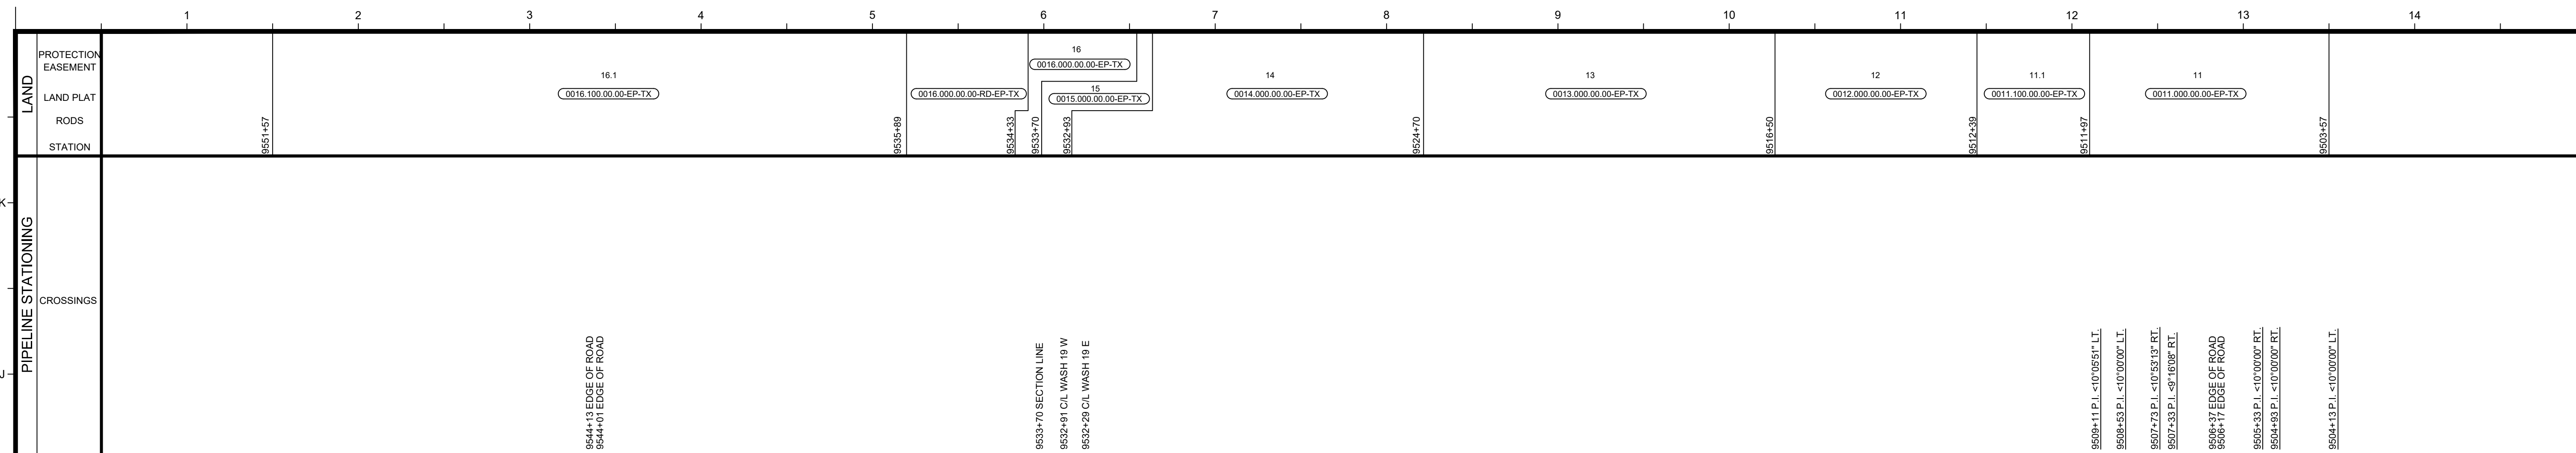 1 2 3 4 5 6 7 8 9 10 11 12 13 14
LAND
PROTECTION
EASEMENT
LAND PLAT
RODS
STATION
16.1
0016.100.00.00-EP-TX
0016.000.00.00-RD-EP-TX
16
0016.000.00.00-EP-TX
15
0015.000.00.00-EP-TX
14
0014.000.00.00-EP-TX
13
0013.000.00.00-EP-TX
12
0012.000.00.00-EP-TX
11.1
0011.100.00.00-EP-TX
11
0011.000.00.00-EP-TX
9551+57
9535+89
9534+33
9533+70
9532+93
9524+70
9516+50
9512+39
9511+97
9503+57
K
J
PIPELINE STATIONING
CROSSINGS
9544+13 EDGE OF ROAD
9544+01 EDGE OF ROAD
9533+70 SECTION LINE
9532+91 C/L WASH 19 W
9532+29 C/L WASH 19 E
9509+11 P.I. <10°05'51" LT.
9508+53 P.I. <10°00'00" LT.
9507+73 P.I. <10°53'13" RT.
9507+33 P.I. <9°16'08" RT.
9506+37 EDGE OF ROAD
9506+17 EDGE OF ROAD
9505+33 P.I. <10°00'00" RT.
9504+93 P.I. <10°00'00" RT.
9504+13 P.I. <10°00'00" LT.